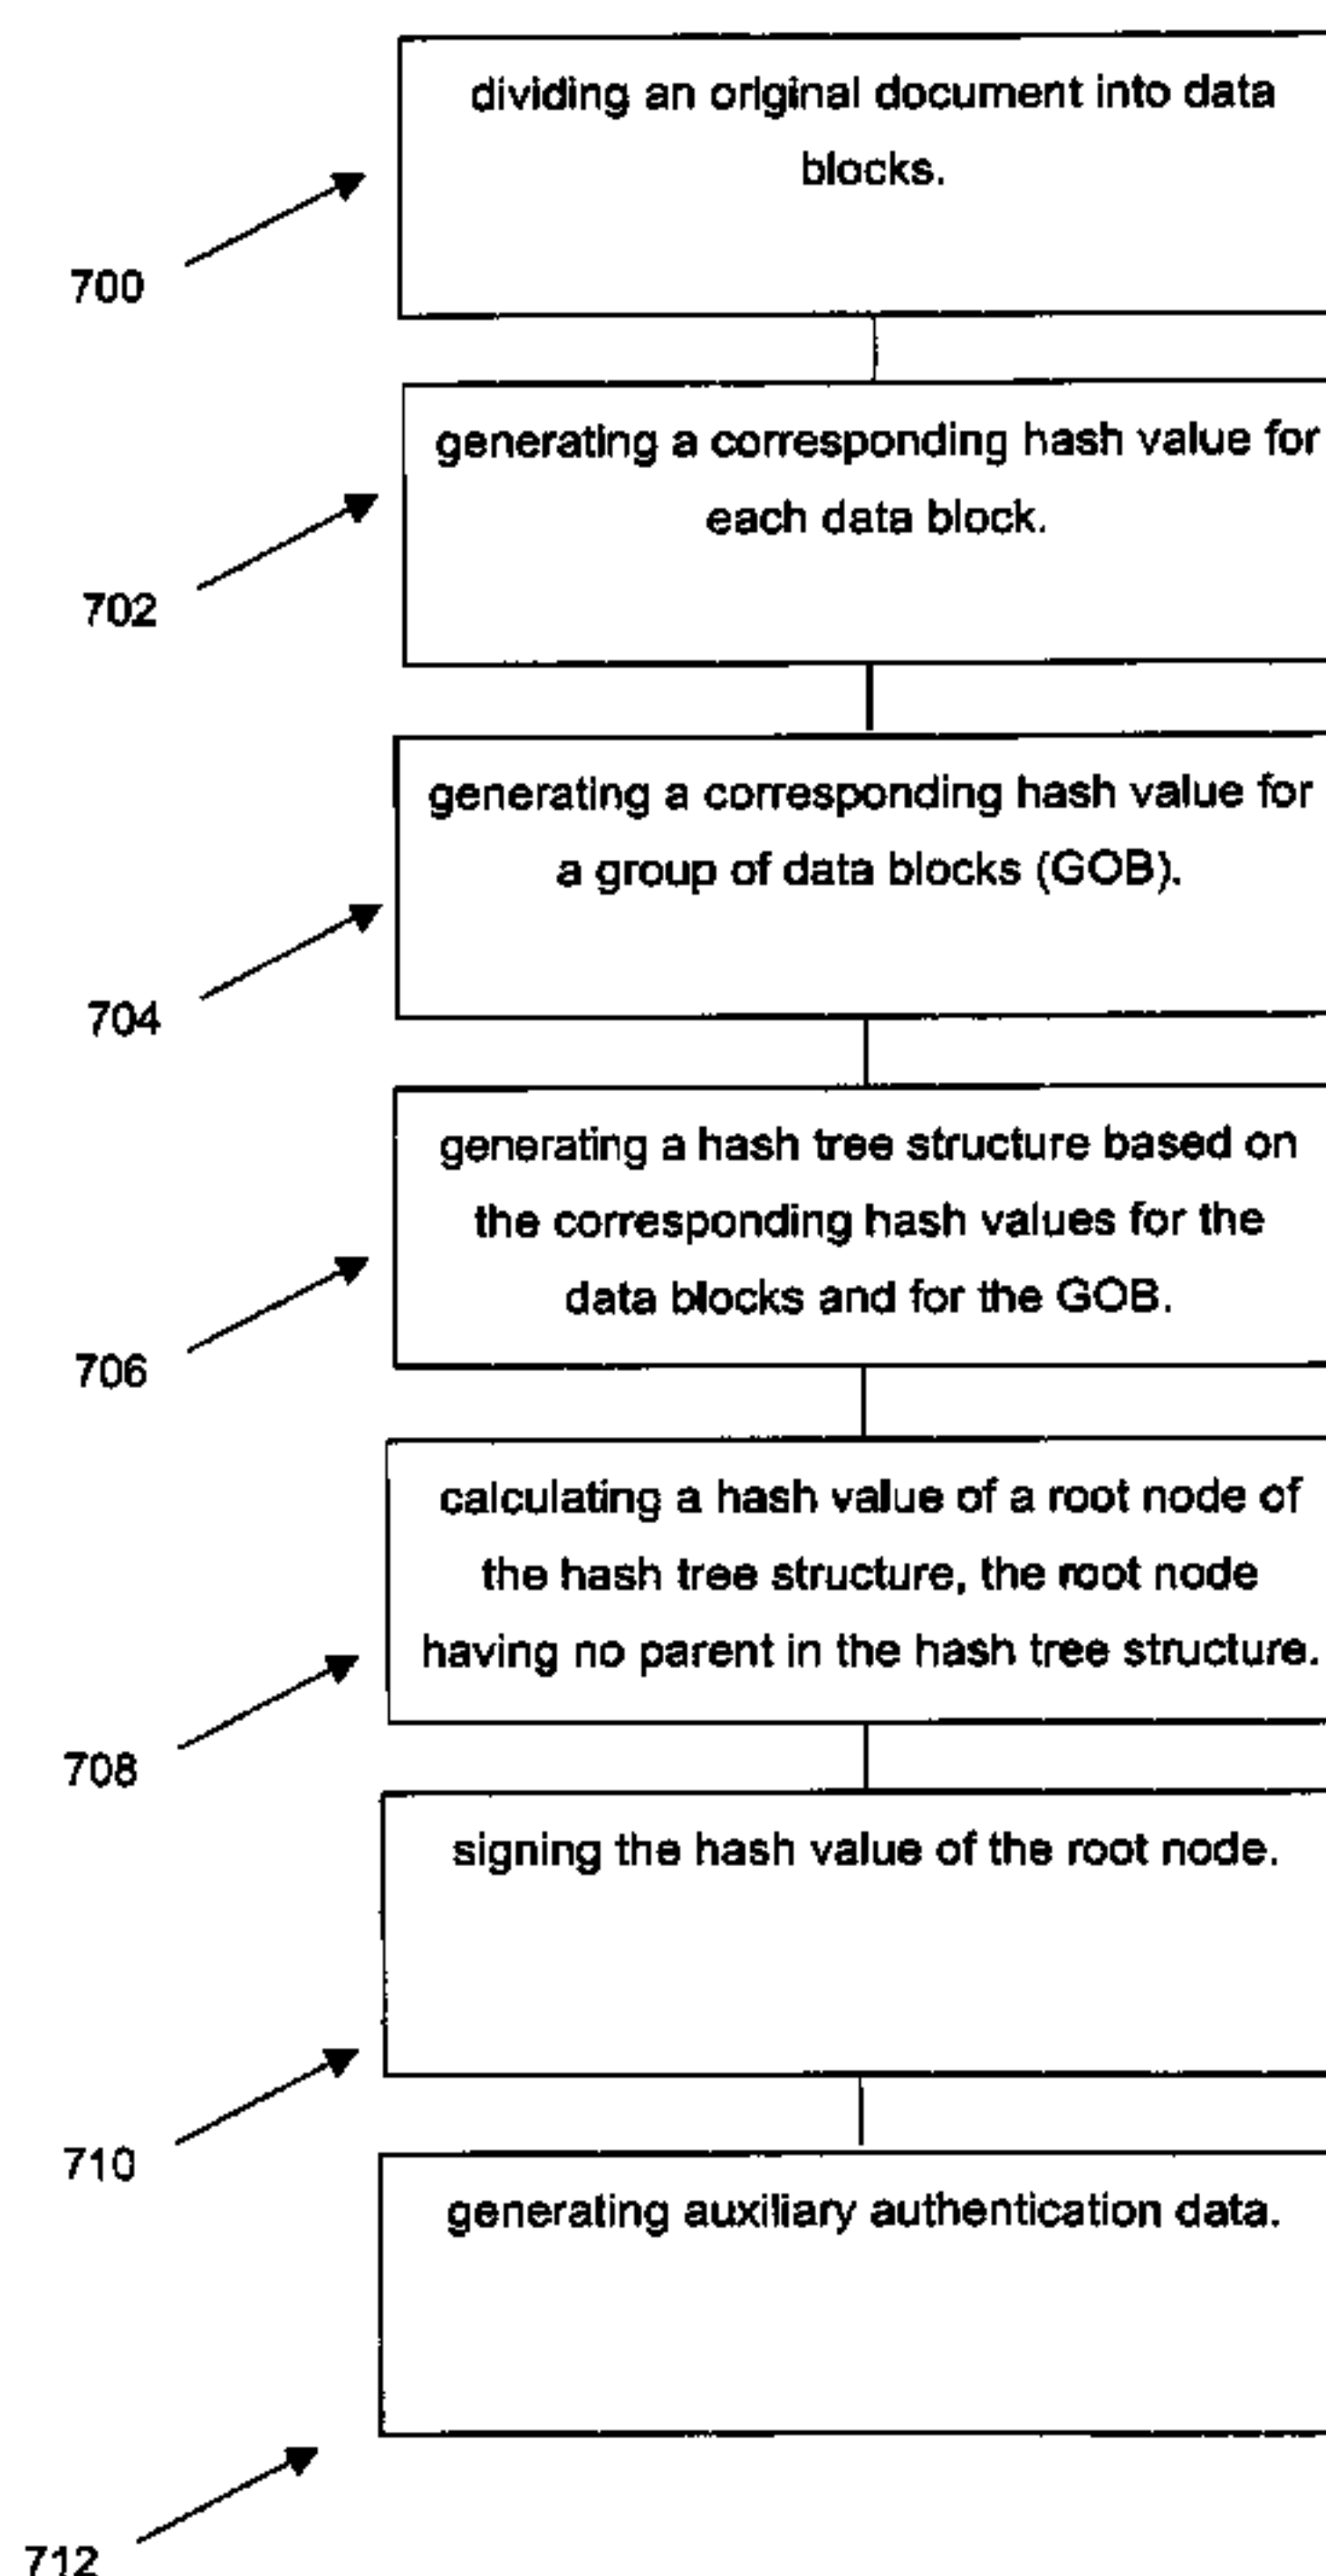 dividing an original document into data
blocks.
700
generating a corresponding hash value for
each data block.
702
generating a corresponding hash value for
a group of data blocks (GOB).
704
generating a hash tree structure based on
the corresponding hash values for the
data blocks and for the GOB.
706
calculating a hash value of a root node of
the hash tree structure, the root node
having no parent in the hash tree structure.
708
signing the hash value of the root node.
710
generating auxiliary authentication data.
712